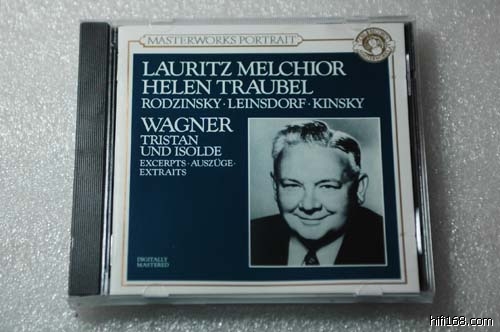 MASTERWORKS PORTRAIT
LAURITZ MELCHIOR
HELEN TRAUBEL
RODZINSKY · LEINSDORF · KINSKY
WAGNER
TRISTAN
UND ISOLDE
EXCERPTS · AUSZÜGE ·
EXTRAITS
DIGITALLY
MASTERED
hifi168.com